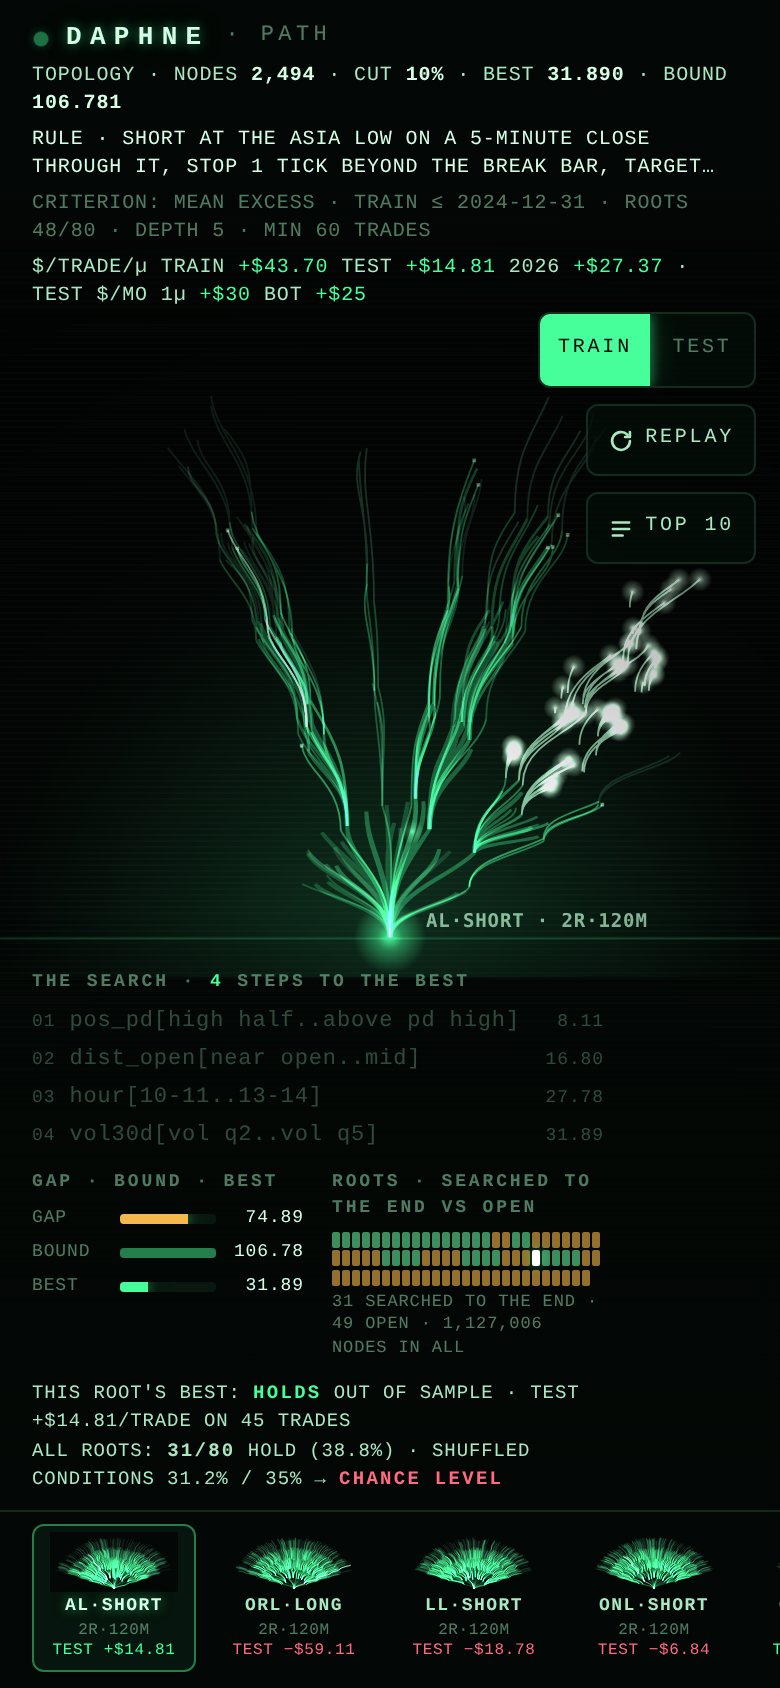 DAPHNE · PATH
TOPOLOGY · NODES 2,494 · CUT 10% · BEST 31.890 · BOUND
106.781
RULE · SHORT AT THE ASIA LOW ON A 5-MINUTE CLOSE
THROUGH IT, STOP 1 TICK BEYOND THE BREAK BAR, TARGET…
CRITERION: MEAN EXCESS · TRAIN ≤ 2024-12-31 · ROOTS
48/80 · DEPTH 5 · MIN 60 TRADES
$/TRADE/µ TRAIN +$43.70 TEST +$14.81 2026 +$27.37 ·
TEST $/MO 1µ +$30 BOT +$25
TRAIN TEST
REPLAY
TOP 10
AL·SHORT · 2R·120M
THE SEARCH · 4 STEPS TO THE BEST
01 pos_pd[high half..above pd high] 8.11
02 dist_open[near open..mid] 16.80
03 hour[10-11..13-14] 27.78
04 vol30d[vol q2..vol q5] 31.89
GAP · BOUND · BEST
GAP 74.89
BOUND 106.78
BEST 31.89
ROOTS · SEARCHED TO
THE END VS OPEN
31 SEARCHED TO THE END ·
49 OPEN · 1,127,006
NODES IN ALL
THIS ROOT'S BEST: HOLDS OUT OF SAMPLE · TEST
+$14.81/TRADE ON 45 TRADES
ALL ROOTS: 31/80 HOLD (38.8%) · SHUFFLED
CONDITIONS 31.2% / 35% → CHANCE LEVEL
AL·SHORT
2R·120M
TEST +$14.81
ORL·LONG
2R·120M
TEST −$59.11
LL·SHORT
2R·120M
TEST −$18.78
ONL·SHORT
2R·120M
TEST −$6.84